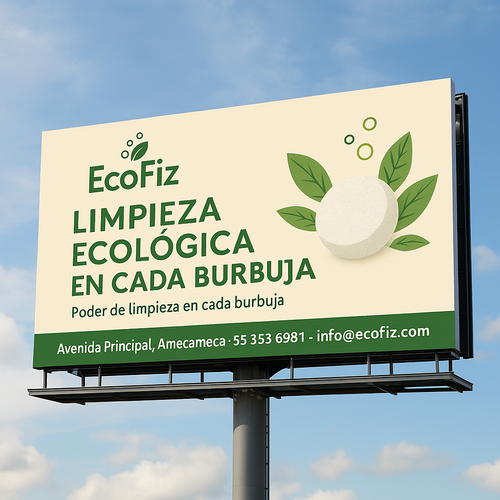 EcoFiz
LIMPIEZA
ECOLÓGICA
EN CADA BURBUJA
Poder de limpieza en cada burbuja
Avenida Principal, Amecameca · 55 353 6981 - info@ecofiz.com